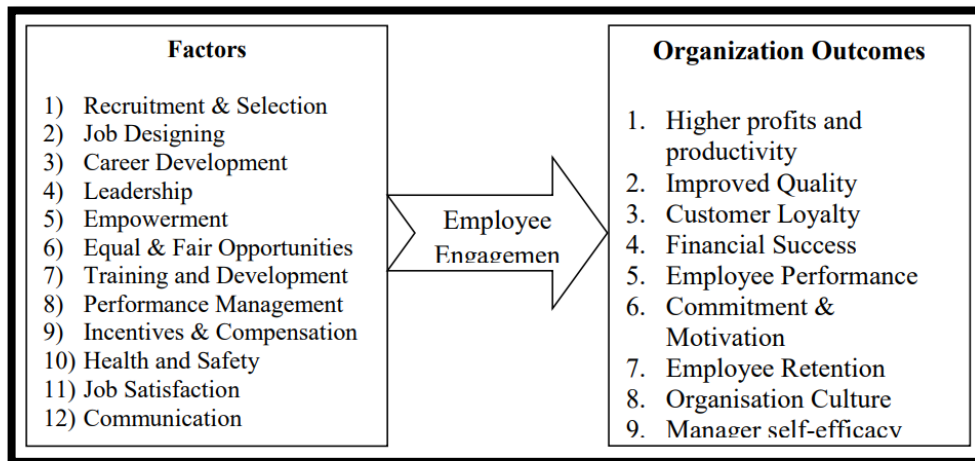 Factors
1) Recruitment & Selection
2) Job Designing
3) Career Development
4) Leadership
5) Empowerment
6) Equal & Fair Opportunities
7) Training and Development
8) Performance Management
9) Incentives & Compensation
10) Health and Safety
11) Job Satisfaction
12) Communication
Employee
Engagemen
Organization Outcomes
1. Higher profits and
productivity
2. Improved Quality
3. Customer Loyalty
4. Financial Success
5. Employee Performance
6. Commitment &
Motivation
7. Employee Retention
8. Organisation Culture
9. Manager self-efficacy